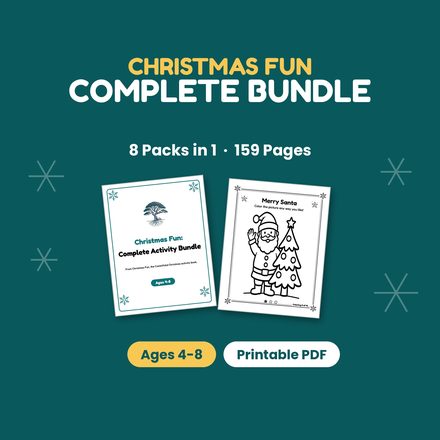 CHRISTMAS FUN
COMPLETE BUNDLE
8 Packs in 1 · 159 Pages
Christmas Fun:
Complete Activity Bundle
Ages 4-8
Merry Santa
Color the picture any way you like!
Ages 4-8
Printable PDF